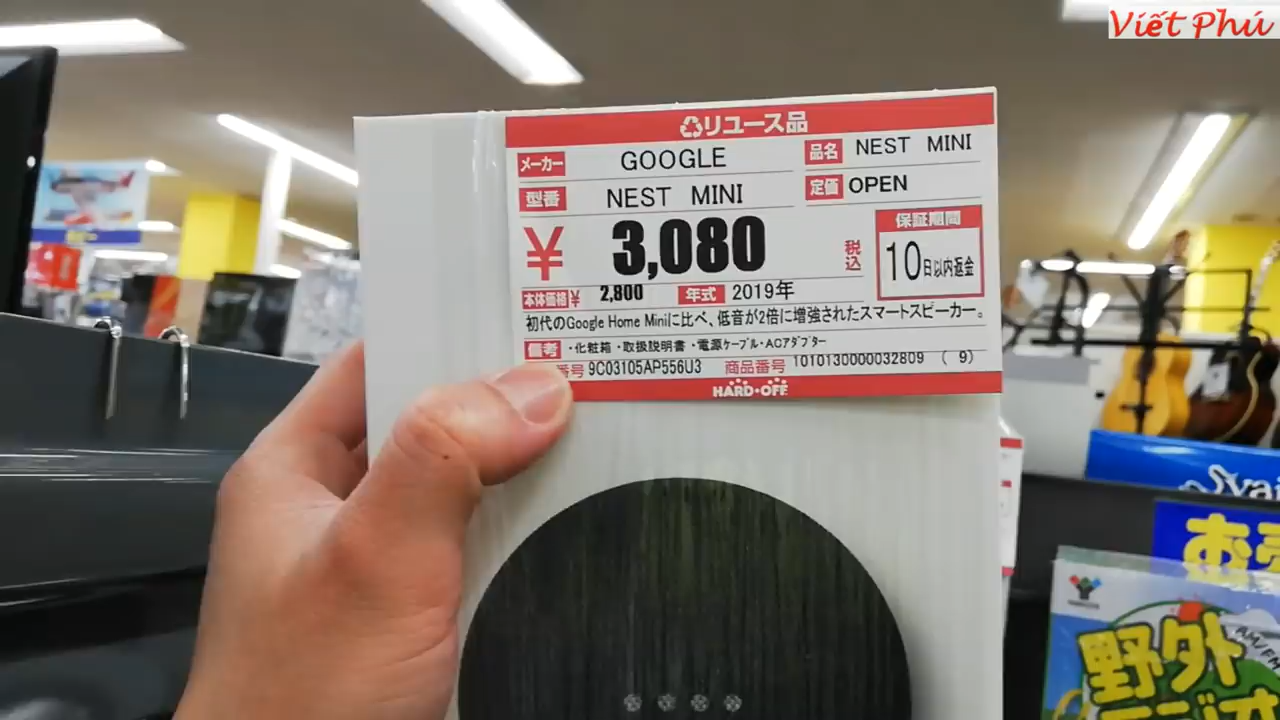 Việt Phú
リユース品
メーカー GOOGLE
品名 NEST MINI
型番 NEST MINI
定価 OPEN
¥ 3,080 税込
保証期間
10日以内返金
本体価格¥ 2,800 年式 2019年
初代のGoogle Home Miniに比べ、低音が2倍に増強されたスマートスピーカー。
備考 ・化粧箱・取扱説明書・電源ケーブル・ACアダプター
番号 9C03105AP556U3 商品番号 1010130000032809 ( 9)
HARD・OFF
野外
AM/FM